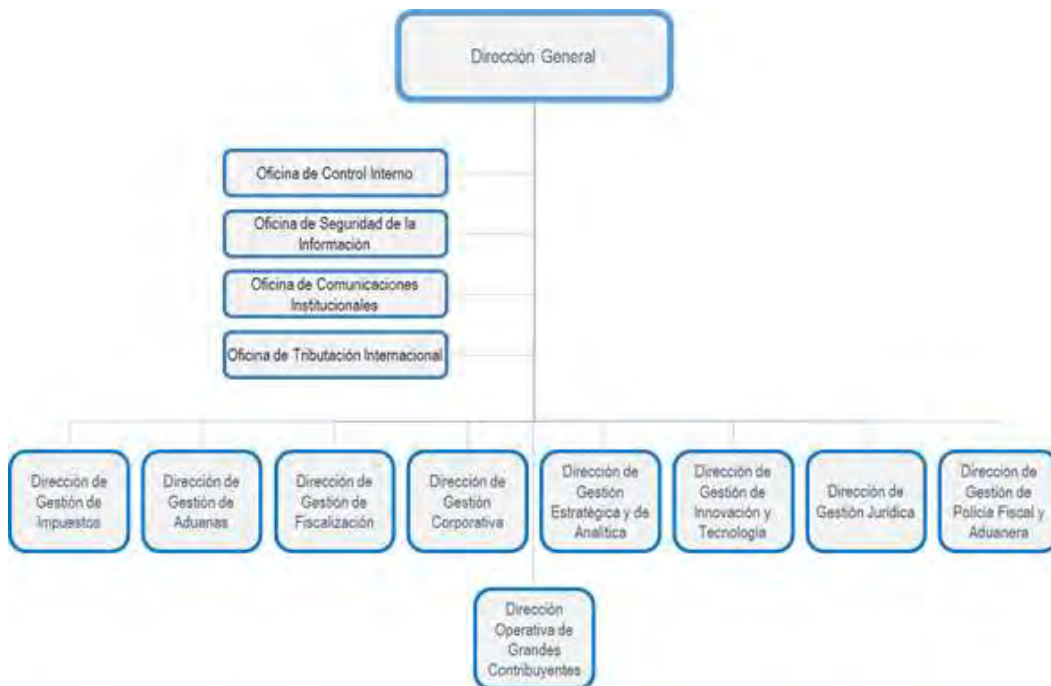 Dirección General
Oficina de Control Interno
Oficina de Seguridad de la
Información
Oficina de Comunicaciones
Institucionales
Oficina de Tributación Internacional
Dirección de
Gestión de
Impuestos
Dirección de
Gestión de
Aduanas
Dirección de
Gestión de
Fiscalización
Dirección de
Gestión
Corporativa
Dirección de
Gestión
Estratégica y de
Analítica
Dirección de
Gestión de
Innovación y
Tecnología
Dirección de
Gestión Jurídica
Dirección de
Gestión de
Policía Fiscal y
Aduanera
Dirección
Operativa de
Grandes
Contribuyentes